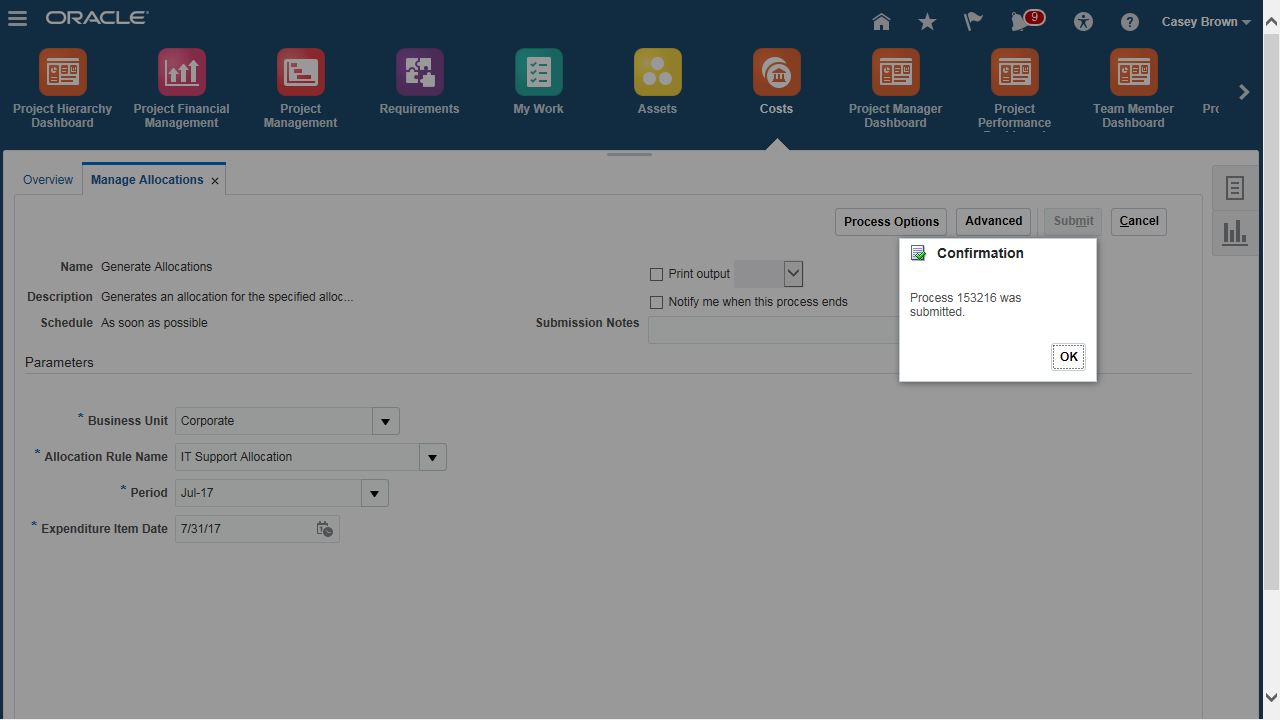 ORACLE
9
Casey Brown
Project Hierarchy
Dashboard
Project Financial
Management
Project
Management
Requirements
My Work
Assets
Costs
Project Manager
Dashboard
Project
Performance
Team Member
Dashboard
Overview
Manage Allocations
Process Options
Advanced
Submit
Cancel
Name Generate Allocations
Description Generates an allocation for the specified alloc...
Schedule As soon as possible
Print output
Notify me when this process ends
Submission Notes
Confirmation
Process 153216 was
submitted.
OK
Parameters
* Business Unit Corporate
* Allocation Rule Name IT Support Allocation
* Period Jul-17
* Expenditure Item Date 7/31/17